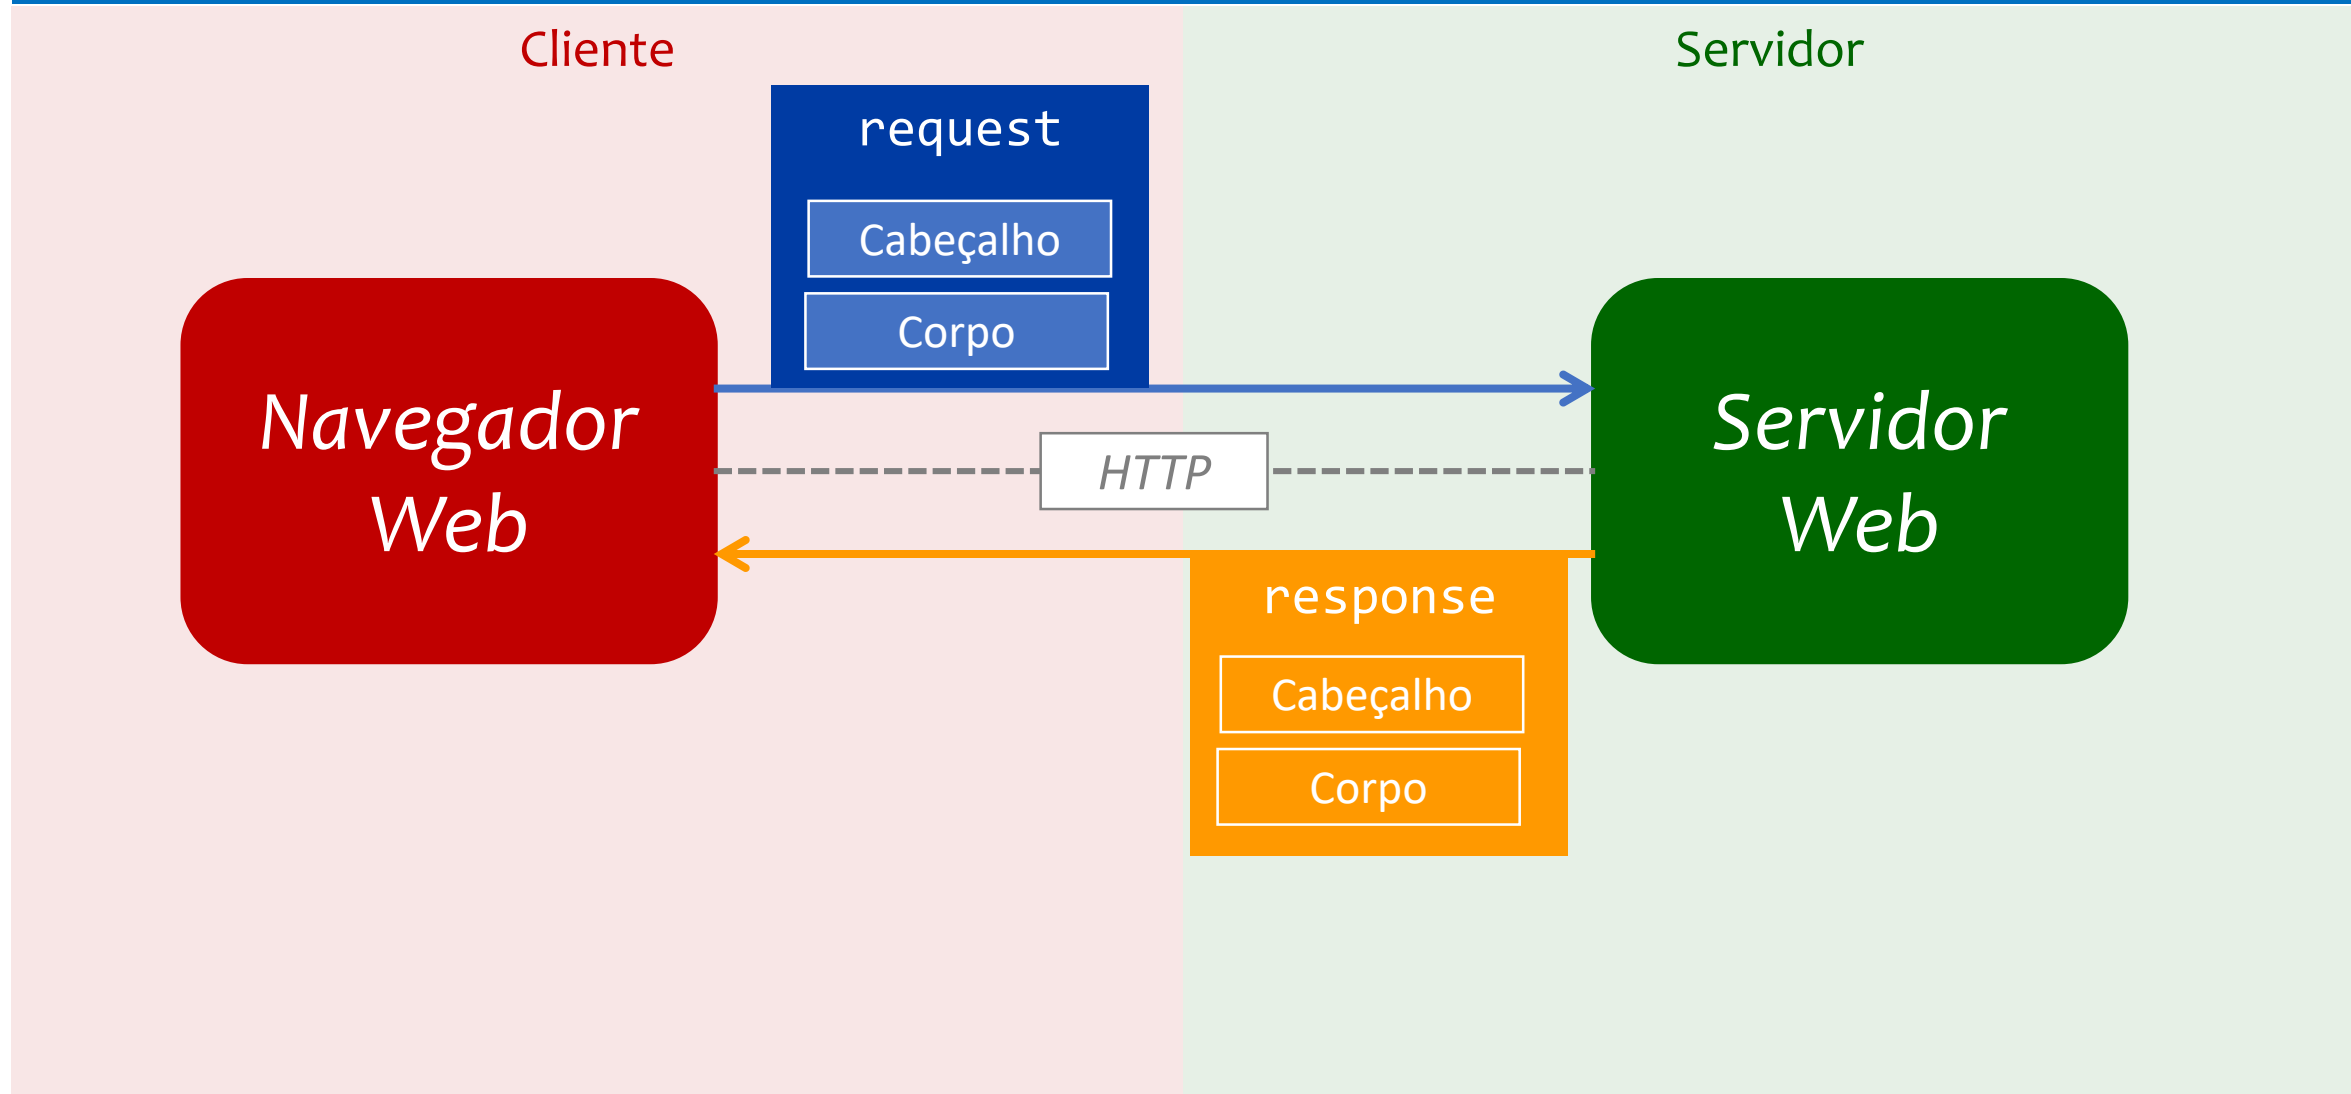 Cliente
Servidor
request
Cabeçalho
Corpo
Navegador
Web
HTTP
Servidor
Web
response
Cabeçalho
Corpo